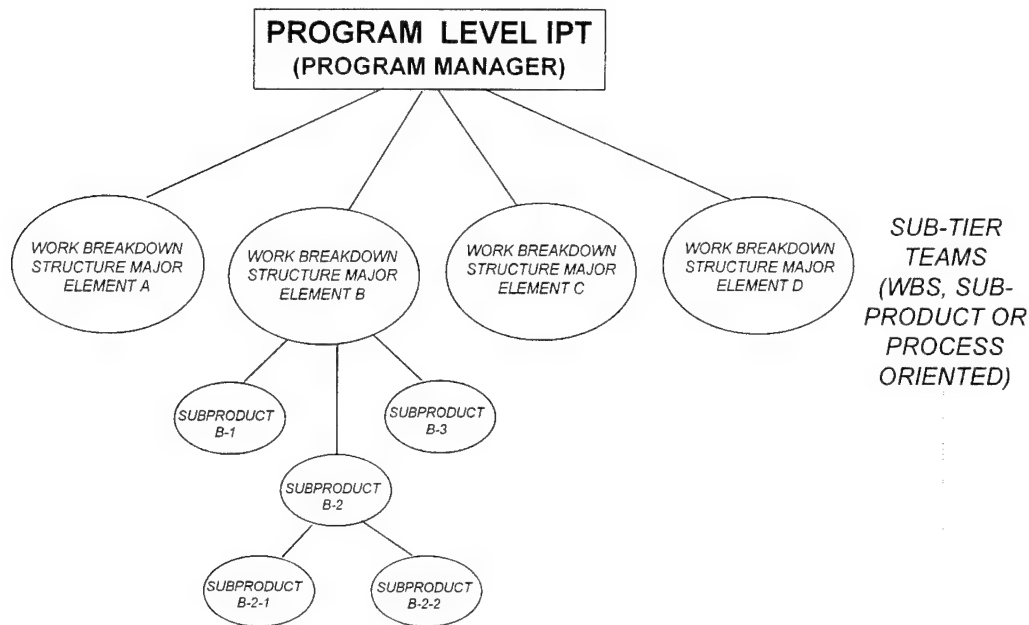 PROGRAM LEVEL IPT
(PROGRAM MANAGER)
WORK BREAKDOWN
STRUCTURE MAJOR
ELEMENT A
WORK BREAKDOWN
STRUCTURE MAJOR
ELEMENT B
WORK BREAKDOWN
STRUCTURE MAJOR
ELEMENT C
WORK BREAKDOWN
STRUCTURE MAJOR
ELEMENT D
SUB-TIER
TEAMS
(WBS, SUB-
PRODUCT OR
PROCESS
ORIENTED)
SUBPRODUCT
B-1
SUBPRODUCT
B-3
SUBPRODUCT
B-2
SUBPRODUCT
B-2-1
SUBPRODUCT
B-2-2